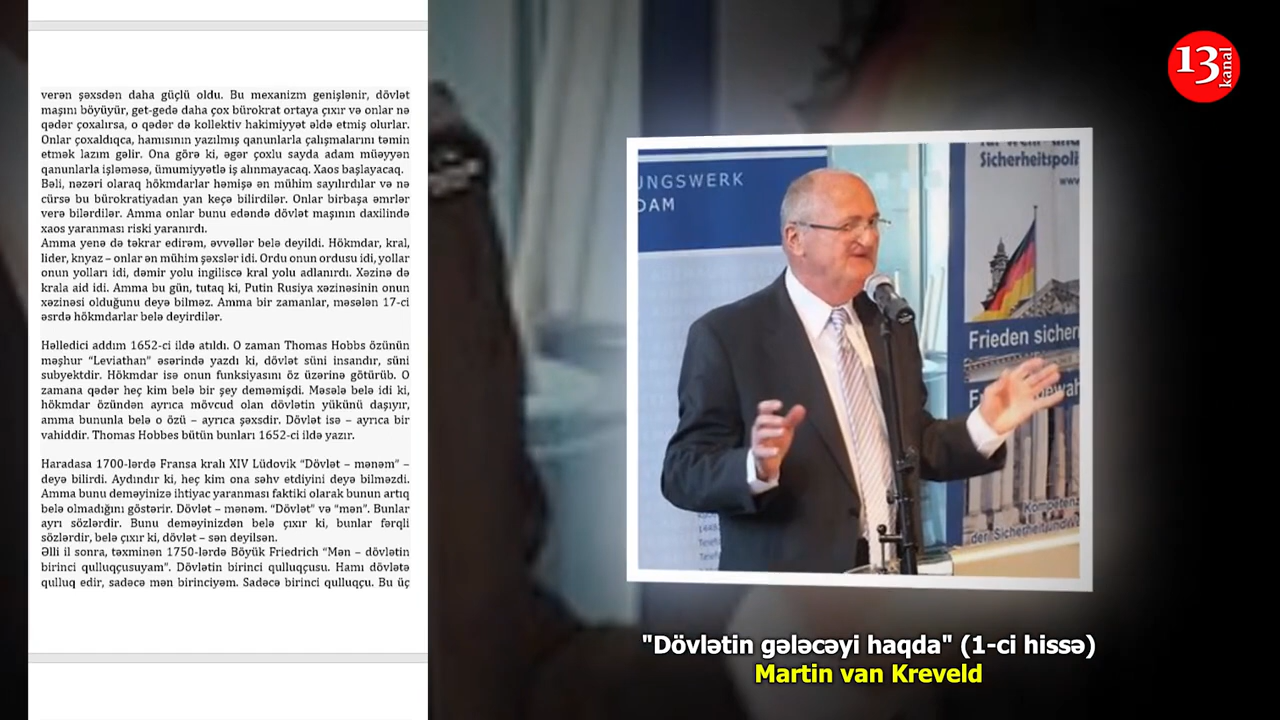 verən şəxsdən daha güçlü oldu. Bu mexanizm genişlənir, dövlət
maşını böyüyür, get-gedə daha çox bürokrat ortaya çıxır və onlar nə
qədər çoxalırsa, o qədər də kollektiv hakimiyyət əldə etmiş olurlar.
Onlar çoxaldıqca, hamısının yazılmış qanunlarla çalışmalarını təmin
etmək lazım gəlir. Ona görə ki, əgər çoxlu sayda adam müəyyən
qanunlarla işləməsə, ümumiyyətlə iş alınmayacaq. Xaos başlayacaq.
Bəli, nəzəri olaraq hökmdarlar həmişə ən mühim sayılırdılar və nə
cürsə bu bürokratiyadan yan keçə bilirdilər. Onlar birbaşa əmrlər
verə bilərdilər. Amma onlar bunu edəndə dövlət maşının daxilində
xaos yaranması riski yaranırdı.
Amma yenə də təkrar edirəm, əvvəllər belə deyildi. Hökmdar, kral,
lider, knyaz – onlar ən mühim şəxslər idi. Ordu onun ordusu idi, yollar
onun yolları idi, dəmir yolu ingiliscə kral yolu adlanırdı. Xəzinə də
krala aid idi. Amma bu gün, tutaq ki, Putin Rusiya xəzinəsinin onun
xəzinəsi olduğunu deyə bilməz. Amma bir zamanlar, məsələn 17-ci
əsrdə hökmdarlar belə deyirdilər.
Həlledici addım 1652-ci ildə atıldı. O zaman Thomas Hobbs özünün
məşhur “Leviathan” əsərində yazdı ki, dövlət süni insandır, süni
subyektdir. Hökmdar isə onun funksiyasını öz üzərinə götürüb. O
zamana qədər heç kim belə bir şey deməmişdi. Məsələ belə idi ki,
hökmdar özündən ayrıca mövcud olan dövlətin yükünü daşıyır,
amma bununla belə o özü – ayrıca şəxsdir. Dövlət isə – ayrıca bir
vahiddir. Thomas Hobbes bütün bunları 1652-ci ildə yazır.
Haradasa 1700-lərdə Fransa kralı XIV Lüdovik “Dövlət – mənəm” –
deyə bilirdi. Aydındır ki, heç kim ona səhv etdiyini deyə bilməzdi.
Amma bunu deməyinizə ihtiyac yaranması faktiki olaraq bunun artıq
belə olmadığını göstərir. Dövlət – mənəm. “Dövlət” və “mən”. Bunlar
ayrı sözlərdir. Bunu deməyinizdən belə çıxır ki, bunlar fərqli
sözlərdir, belə çıxır ki, dövlət – sən deyilsən.
Əlli il sonra, təxminən 1750-lərdə Böyük Friedrich “Mən – dövlətin
birinci qulluqçusuyam”. Dövlətin birinci qulluqçusu. Hamı dövlətə
qulluq edir, sadəcə mən birinciyəm. Sadəcə birinci qulluqçu. Bu üç
13 kanal
UNGSWERK
DAM
Sicherheitspoli
www
Frieden sichern
Kompetenz
der Sicherheit und
"Dövlətin gələcəyi haqda" (1-ci hissə)
Martin van Kreveld